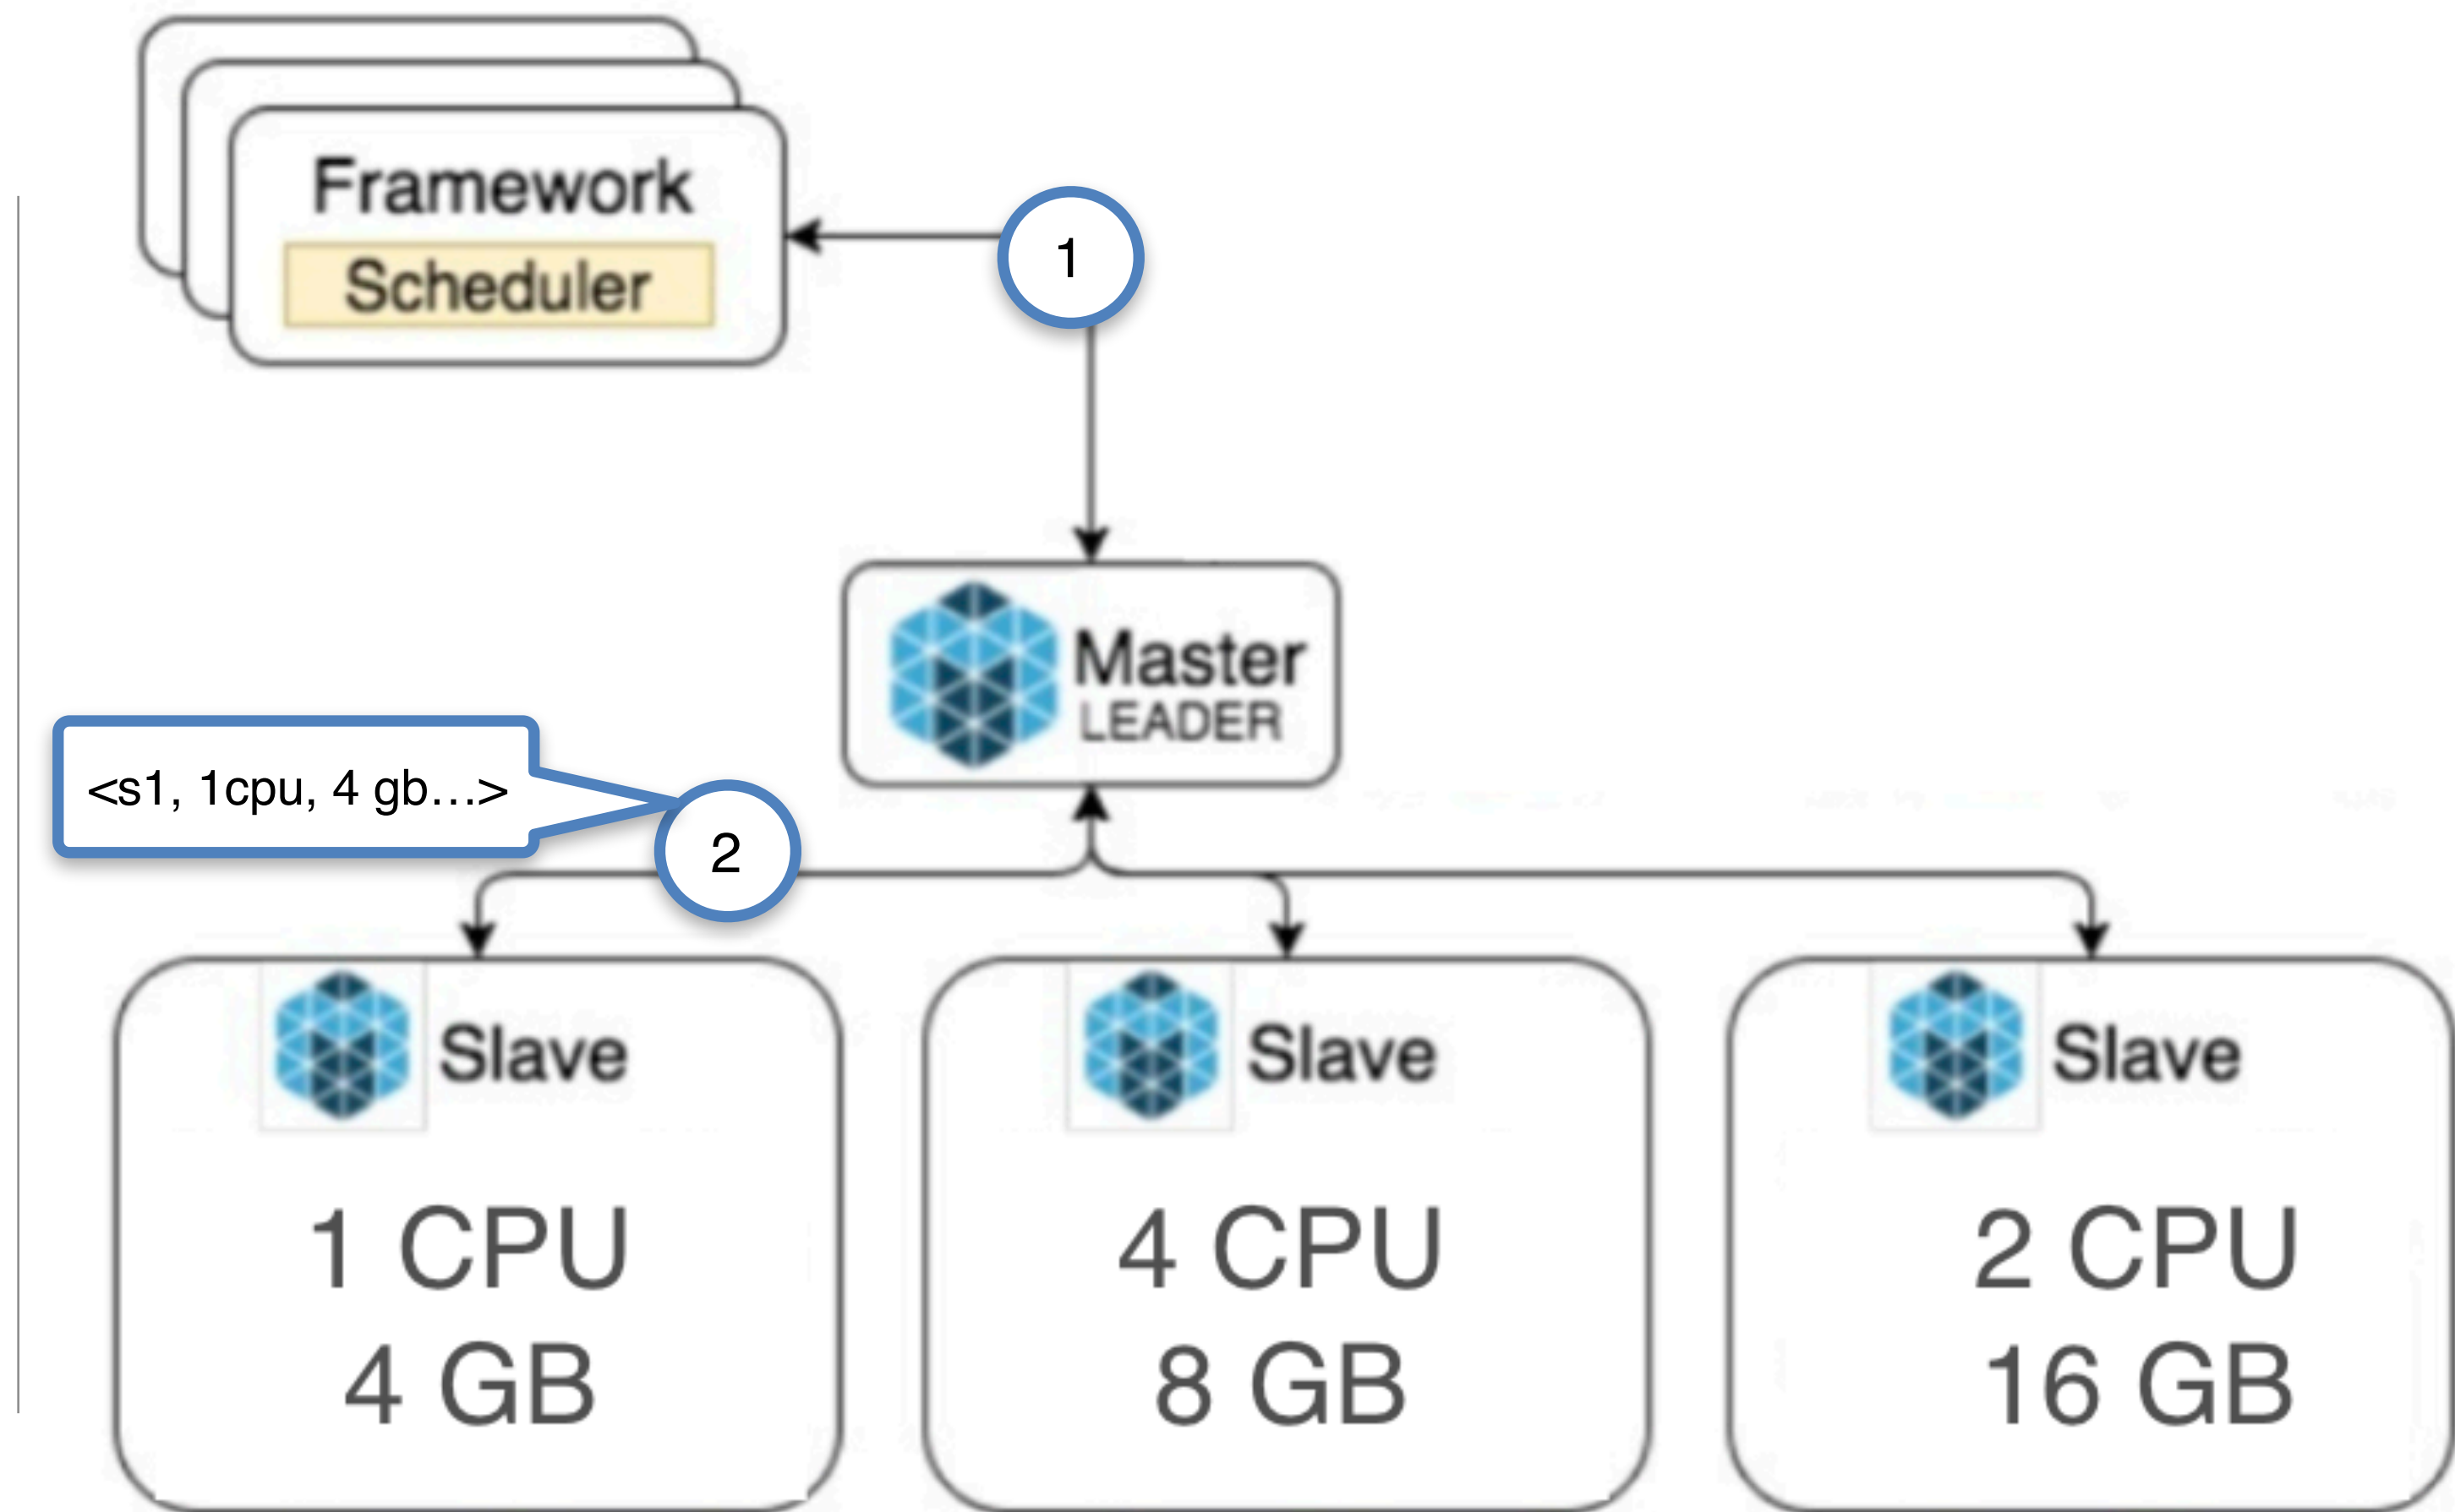 Framework
Scheduler
1
Master
LEADER
<s1, 1cpu, 4 gb…>
2
Slave
1 CPU
4 GB
Slave
4 CPU
8 GB
Slave
2 CPU
16 GB